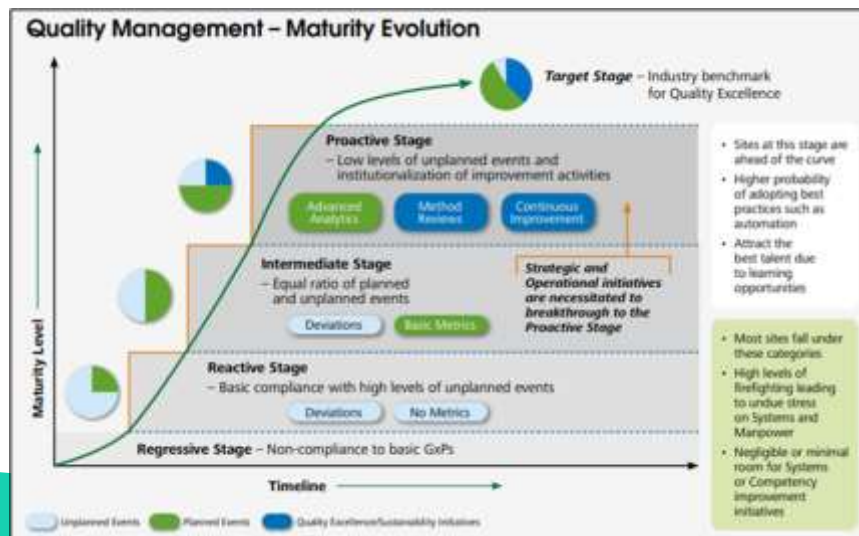 Quality Management – Maturity Evolution
Target Stage – Industry benchmark
for Quality Excellence
Proactive Stage
– Low levels of unplanned events and
institutionalization of improvement activities
Advanced
Analytics
Method
Reviews
Continuous
Improvement
Intermediate Stage
– Equal ratio of planned
and unplanned events
Deviations
Basic Metrics
Strategic and
Operational initiatives
are necessitated to
breakthrough to the
Proactive Stage
Reactive Stage
– Basic compliance with high levels of unplanned events
Deviations
No Metrics
Regressive Stage – Non-compliance to basic GxPs
Maturity Level
Timeline
Unplanned Events
Planned Events
Quality Excellence/Sustainability Initiatives
• Sites at this stage are
ahead of the curve
• Higher probability
of adopting best
practices such as
automation
• Attract the
best talent due
to learning
opportunities
• Most sites fall under
these categories
• High levels of
firefighting leading
to undue stress
on Systems and
Manpower
• Negligible or minimal
room for Systems
or Competency
improvement
initiatives